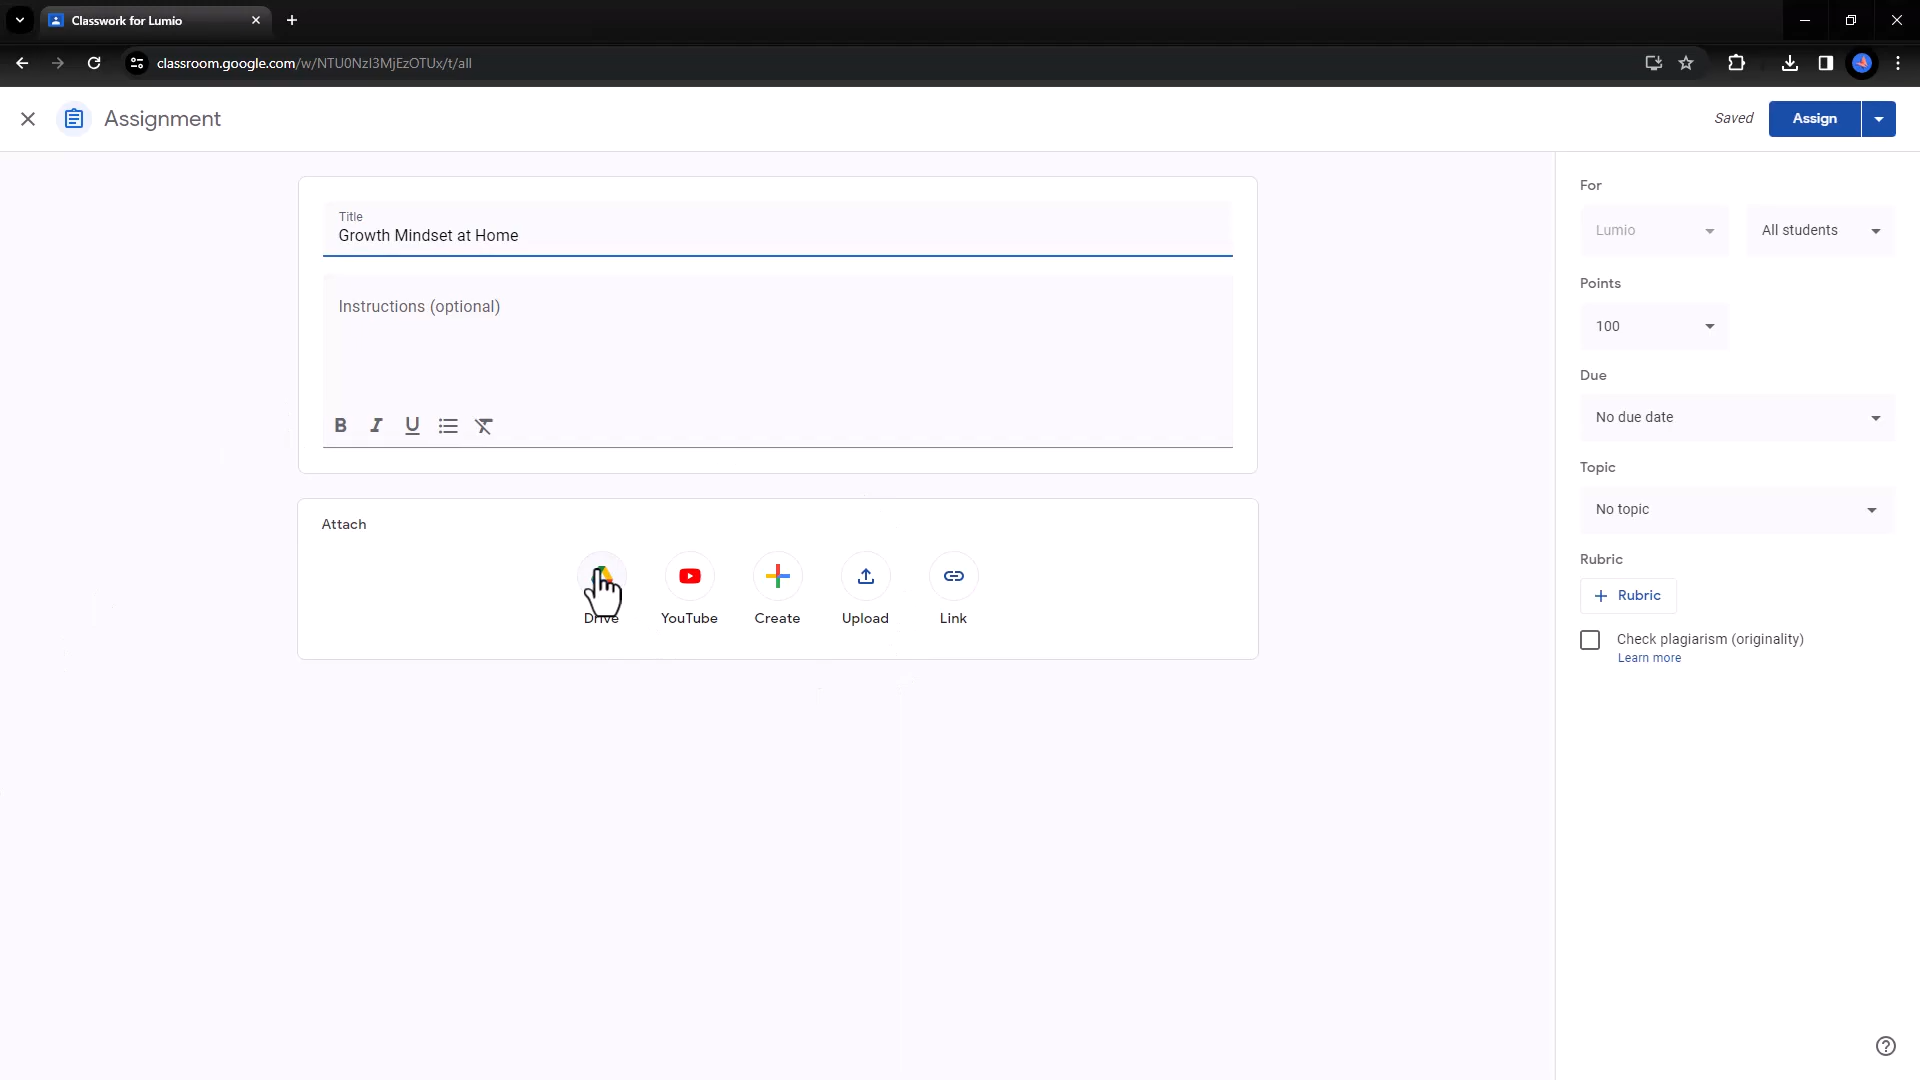 Classwork for Lumio
classroom.google.com/w/NTU0NzI3MjEzOTUx/t/all
Assignment
Saved
Assign
Title
Growth Mindset at Home
Instructions (optional)
B I U
Attach
Drive
YouTube
Create
Upload
Link
For
Lumio
All students
Points
100
Due
No due date
Topic
No topic
Rubric
Rubric
Check plagiarism (originality)
Learn more